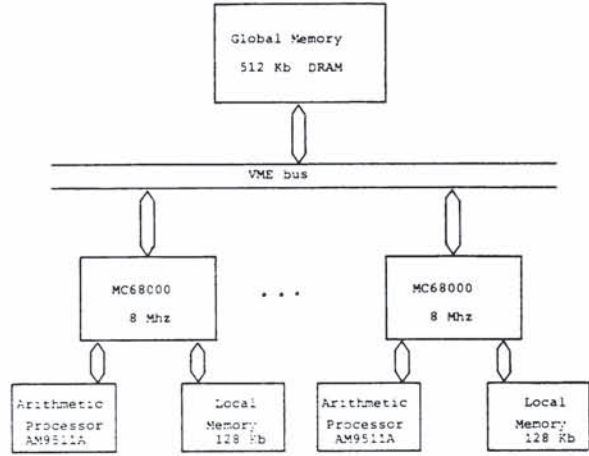 Global Memory
512 Kb DRAM
VME bus
MC68000
8 Mhz
. . .
MC68000
8 Mhz
Arithmetic
Processor
AM9511A
Local
Memory
128 Kb
Arithmetic
Processor
AM9511A
Local
Memory
128 Kb